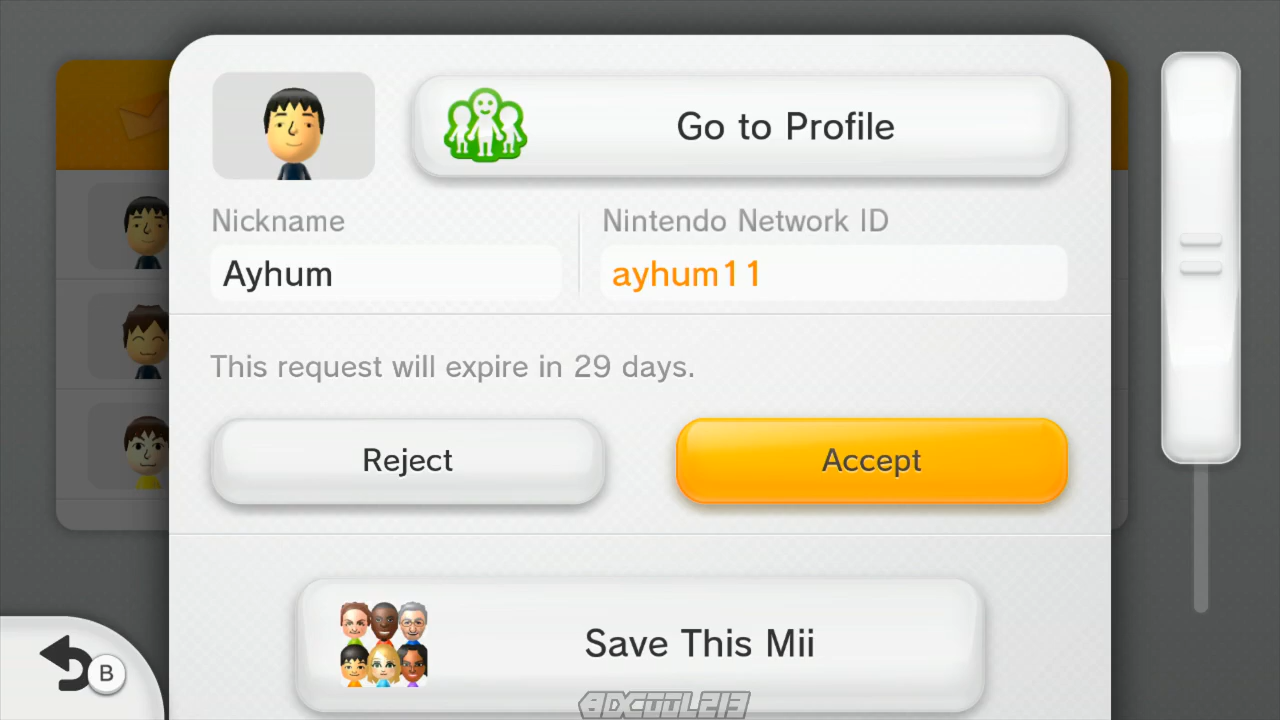 Go to Profile
Nickname
Nintendo Network ID
Ayhum
ayhum11
This request will expire in 29 days.
Reject
Accept
Save This Mii
B